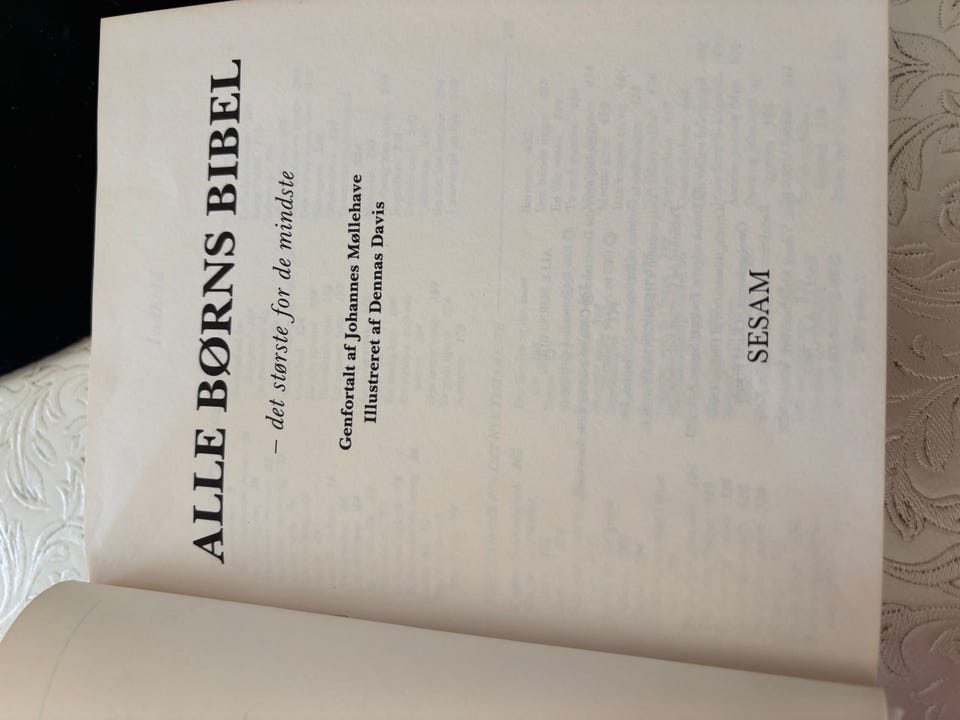 ALLE BØRNS BIBEL
– det største for de mindste
Genfortalt af Johannes Møllehave
Illustreret af Dennas Davis
SESAM